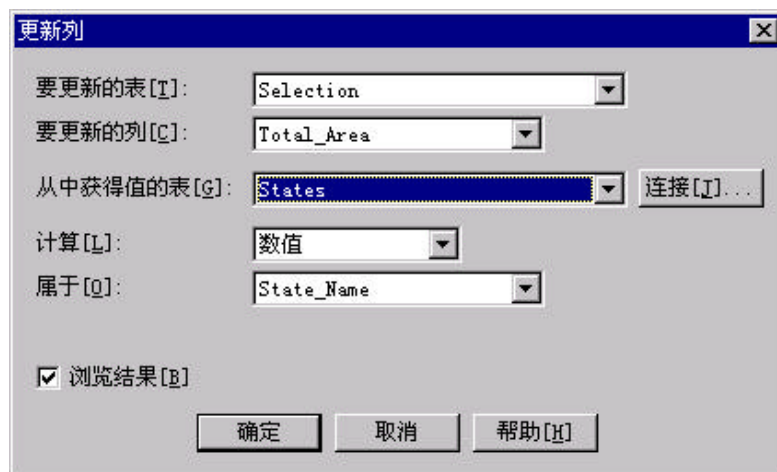 更新列
要更新的表[T]: Selection
要更新的列[C]: Total_Area
从中获得值的表[G]: States 连接[J]...
计算[L]: 数值
属于[O]: State_Name
浏览结果[B]
确定 取消 帮助[H]